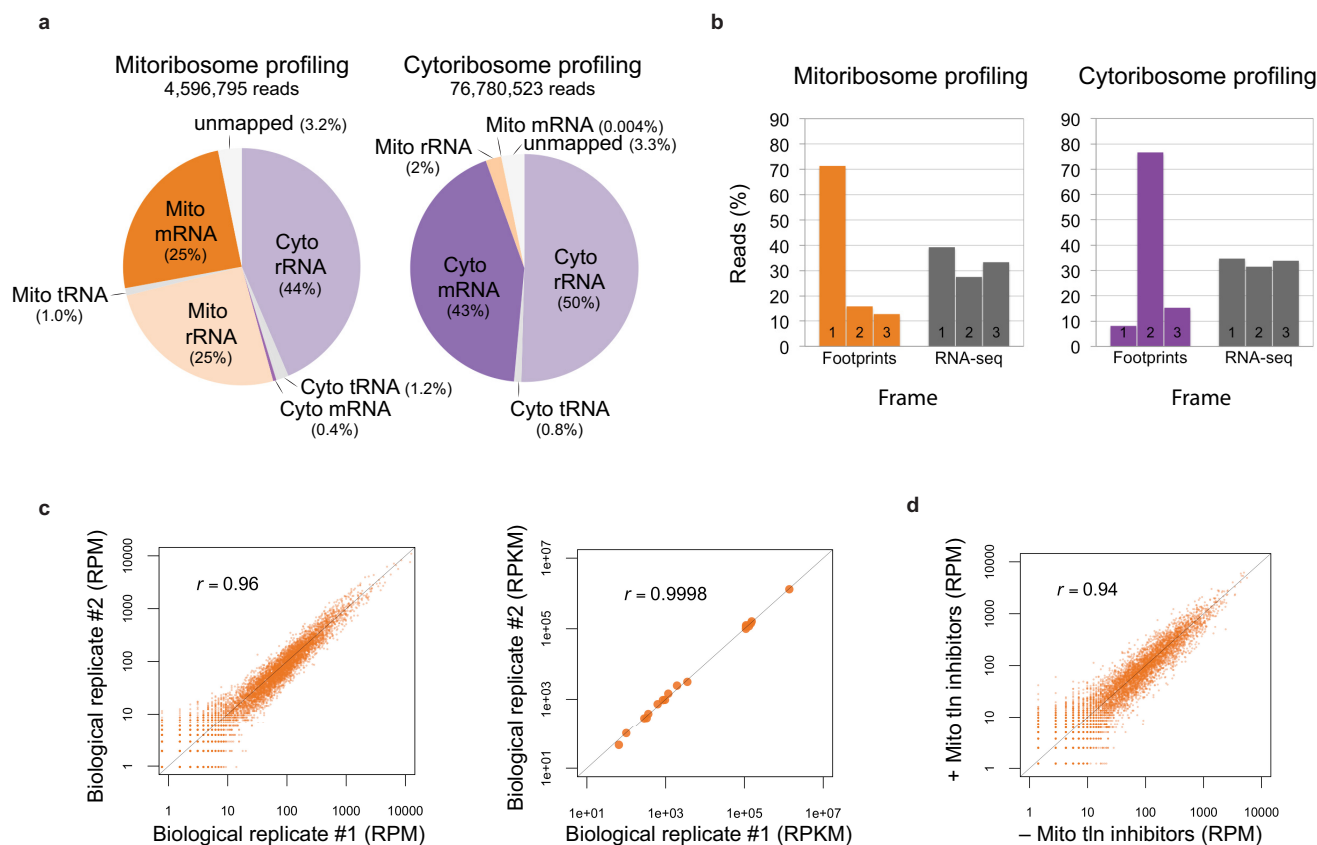 a
Mitoribosome profiling
4,596,795 reads
unmapped (3.2%)
Mito
mRNA
(25%)
Cyto
rRNA
(44%)
Mito tRNA
(1.0%)
Mito
rRNA
(25%)
Cyto tRNA (1.2%)
Cyto mRNA
(0.4%)
Cytoribosome profiling
76,780,523 reads
Mito mRNA (0.004%)
unmapped (3.3%)
Mito rRNA
(2%)
Cyto
mRNA
(43%)
Cyto
rRNA
(50%)
Cyto tRNA
(0.8%)
b
Mitoribosome profiling
Reads (%)
90
80
70
60
50
40
30
20
10
0
1 2 3
1 2 3
Footprints
RNA-seq
Frame
Cytoribosome profiling
90
80
70
60
50
40
30
20
10
0
1 2 3
1 2 3
Footprints
RNA-seq
Frame
c
Biological replicate #2 (RPM)
10000
1000
100
10
1
r = 0.96
1 10 100 1000 10000
Biological replicate #1 (RPM)
Biological replicate #2 (RPKM)
1e+07
1e+05
1e+03
1e+01
r = 0.9998
1e+01 1e+03 1e+05 1e+07
Biological replicate #1 (RPKM)
d
+ Mito tln inhibitors (RPM)
10000
1000
100
10
1
r = 0.94
1 10 100 1000 10000
– Mito tln inhibitors (RPM)